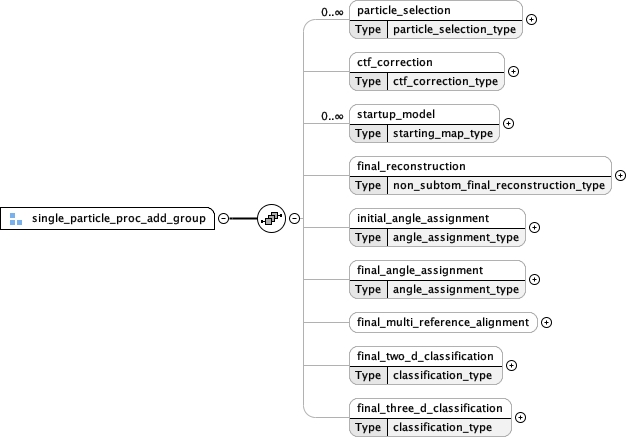 0..∞ particle_selection
Type particle_selection_type
ctf_correction
Type ctf_correction_type
0..∞ startup_model
Type starting_map_type
final_reconstruction
Type non_subtom_final_reconstruction_type
single_particle_proc_add_group
initial_angle_assignment
Type angle_assignment_type
final_angle_assignment
Type angle_assignment_type
final_multi_reference_alignment
final_two_d_classification
Type classification_type
final_three_d_classification
Type classification_type